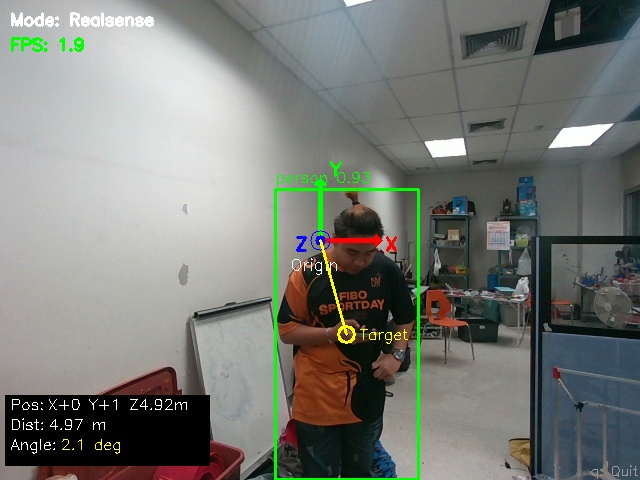 Mode: Realsense
FPS: 1.9
person 0.93
Y
Z
X
Origin
FIBO
SPORTDAY
Target
Pos: X+0 Y+1 Z4.92m
Dist: 4.97 m
Angle: 2.1 deg
q: Quit